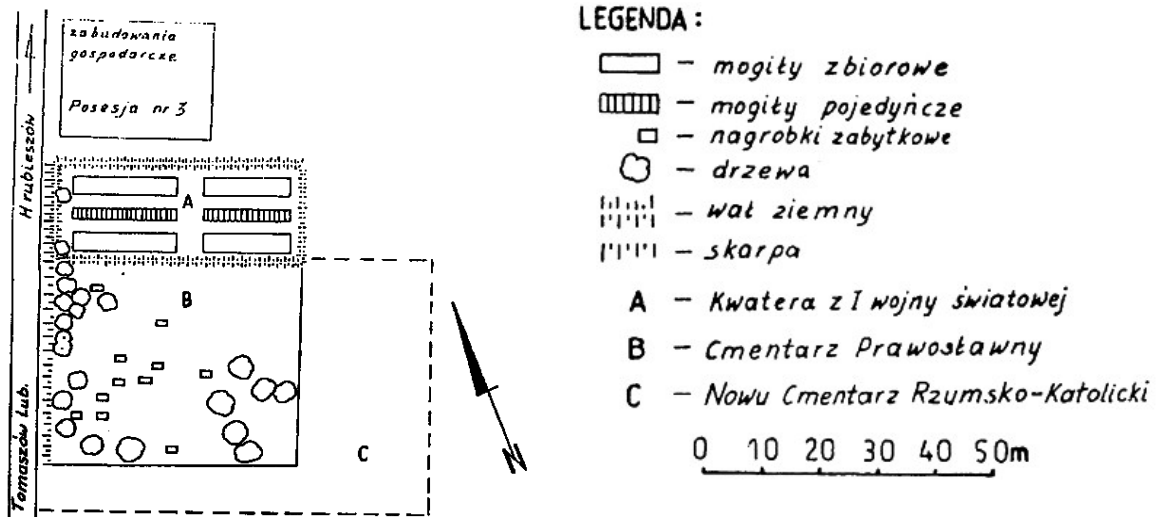 zabudowania
gospodarcze
Posesja nr 3
Hrubieszów
Tomaszów Lub.
A
B
C
N
LEGENDA:
– mogiły zbiorowe
– mogiły pojedyńcze
– nagrobki zabytkowe
– drzewa
– wał ziemny
– skarpa
A – Kwatera z I wojny światowej
B – Cmentarz Prawosławny
C – Nowu Cmentarz Rzumsko-Katolicki
0 10 20 30 40 50m